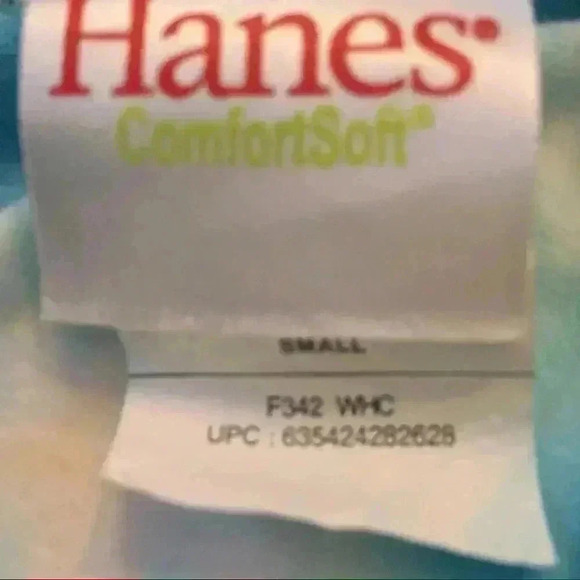 Hanes®
ComfortSoft®
SMALL
F342 WHC
UPC : 635424282628